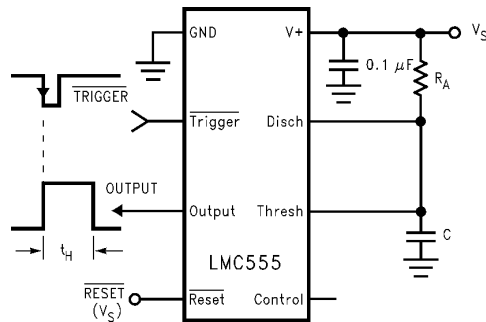 GND
V+
V_S
0.1 μF
R_A
TRIGGER
Trigger
Disch
OUTPUT
Output
Thresh
C
t_H
LMC555
RESET
(V_S)
Reset
Control